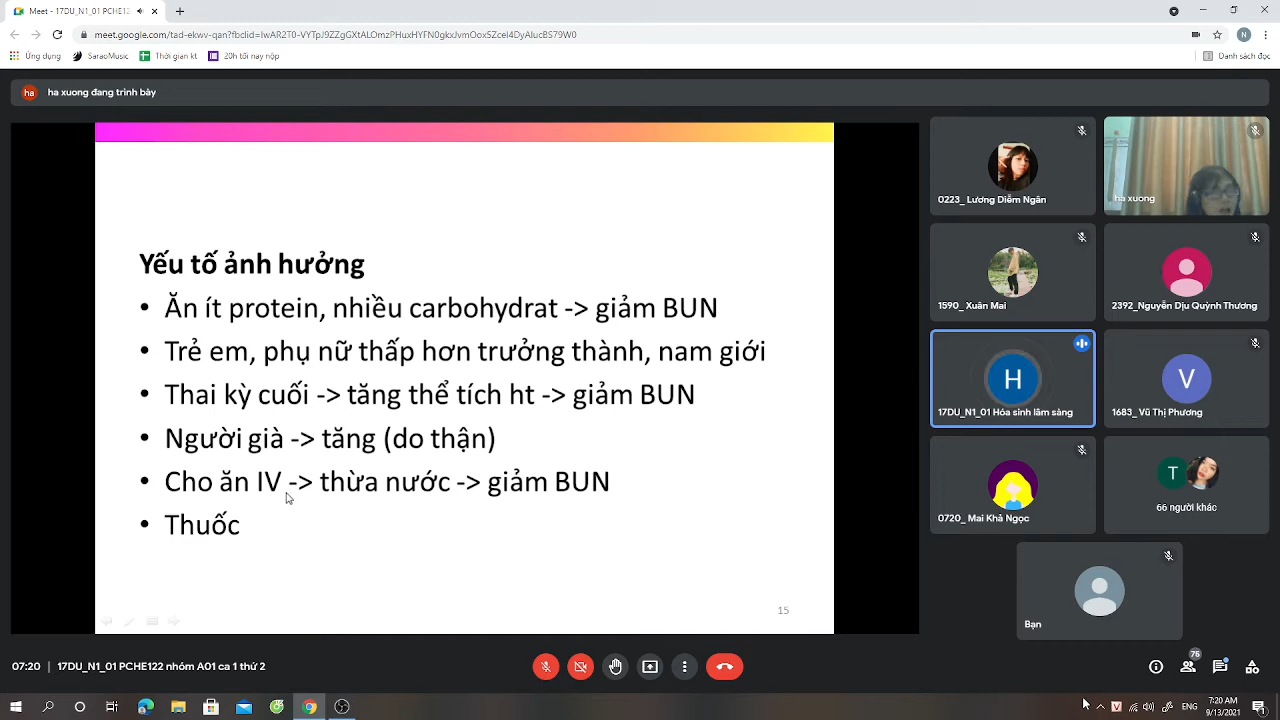 Meet - 17DU_N1_01 PCHE12
meet.google.com/tad-ekwv-qan?fbclid=IwAR2T0-VYTpJ9ZZgGXtALOmzPHuxHYFN0gkxJvmOoxSZcel4DyAIucBS79W0
N
Ứng dụng
SaraoMusic
Thời gian kt
20h tối nay nộp
Danh sách đọc
ha
ha xuong đang trình bày
Yếu tố ảnh hưởng
• Ăn ít protein, nhiều carbohydrat -> giảm BUN
• Trẻ em, phụ nữ thấp hơn trưởng thành, nam giới
• Thai kỳ cuối -> tăng thể tích ht -> giảm BUN
• Người già -> tăng (do thận)
• Cho ăn IV -> thừa nước -> giảm BUN
• Thuốc
15
0223_ Lương Diễm Ngân
ha xuong
1590_
2392_Nguyễn Dịu Quỳnh Thương
H
17DU_N1_01 Hóa sinh lâm sàng
V
1683_ Vũ Thị Phương
0720_ Mai Khả Ngọc
T
66 người khác
Bạn
07:20 | 17DU_N1_01 PCHE122 nhóm A01 ca 1 thứ 2
75
7:20 AM
9/13/2021